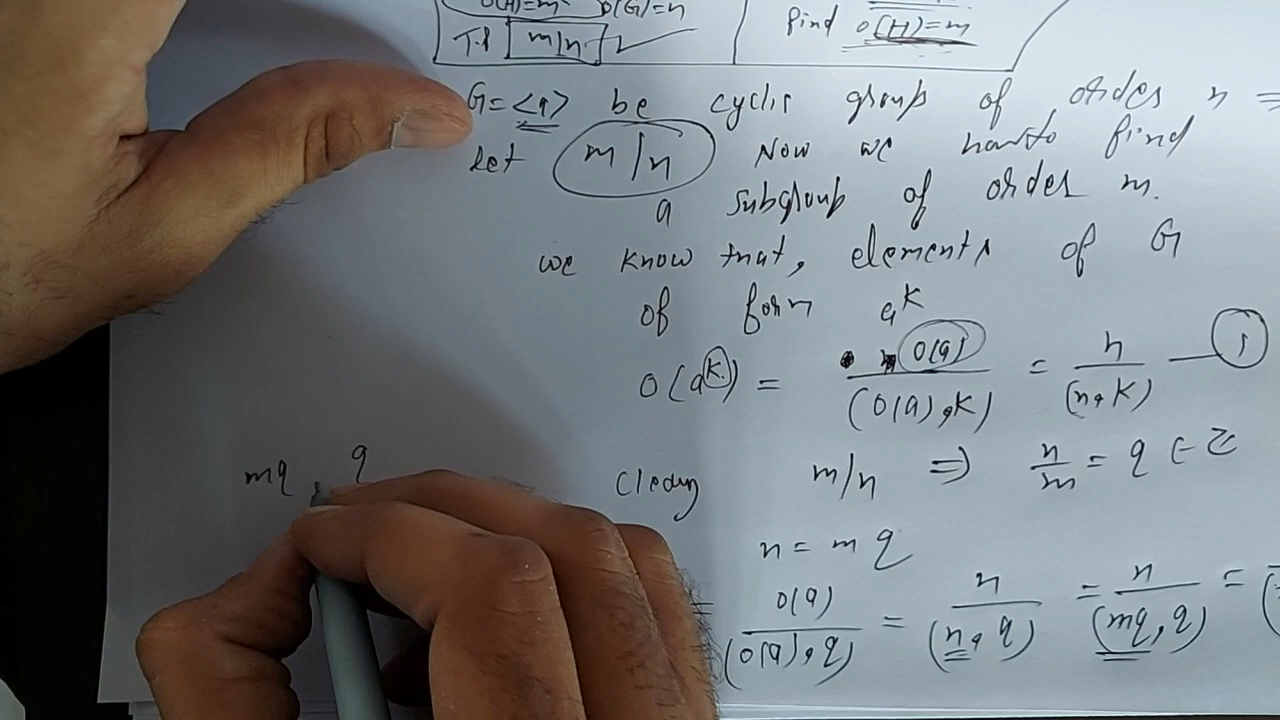 o(H)=m o(G)=n
T.P m/n
Find o(H)=m
G=<a> be cyclic group of order n =
let m/n Now we have to find
a subgroup of order m.
we know that, elements of G
of form a^k
o(a^k) = o(a) / (o(a), k) = n / (n, k) — 1
Clearly m/n ⇒ n/m = q ∈ Z
mq , q
n = mq
= o(a) / (o(a), q) = n / (n, q) = n / (mq, q) =